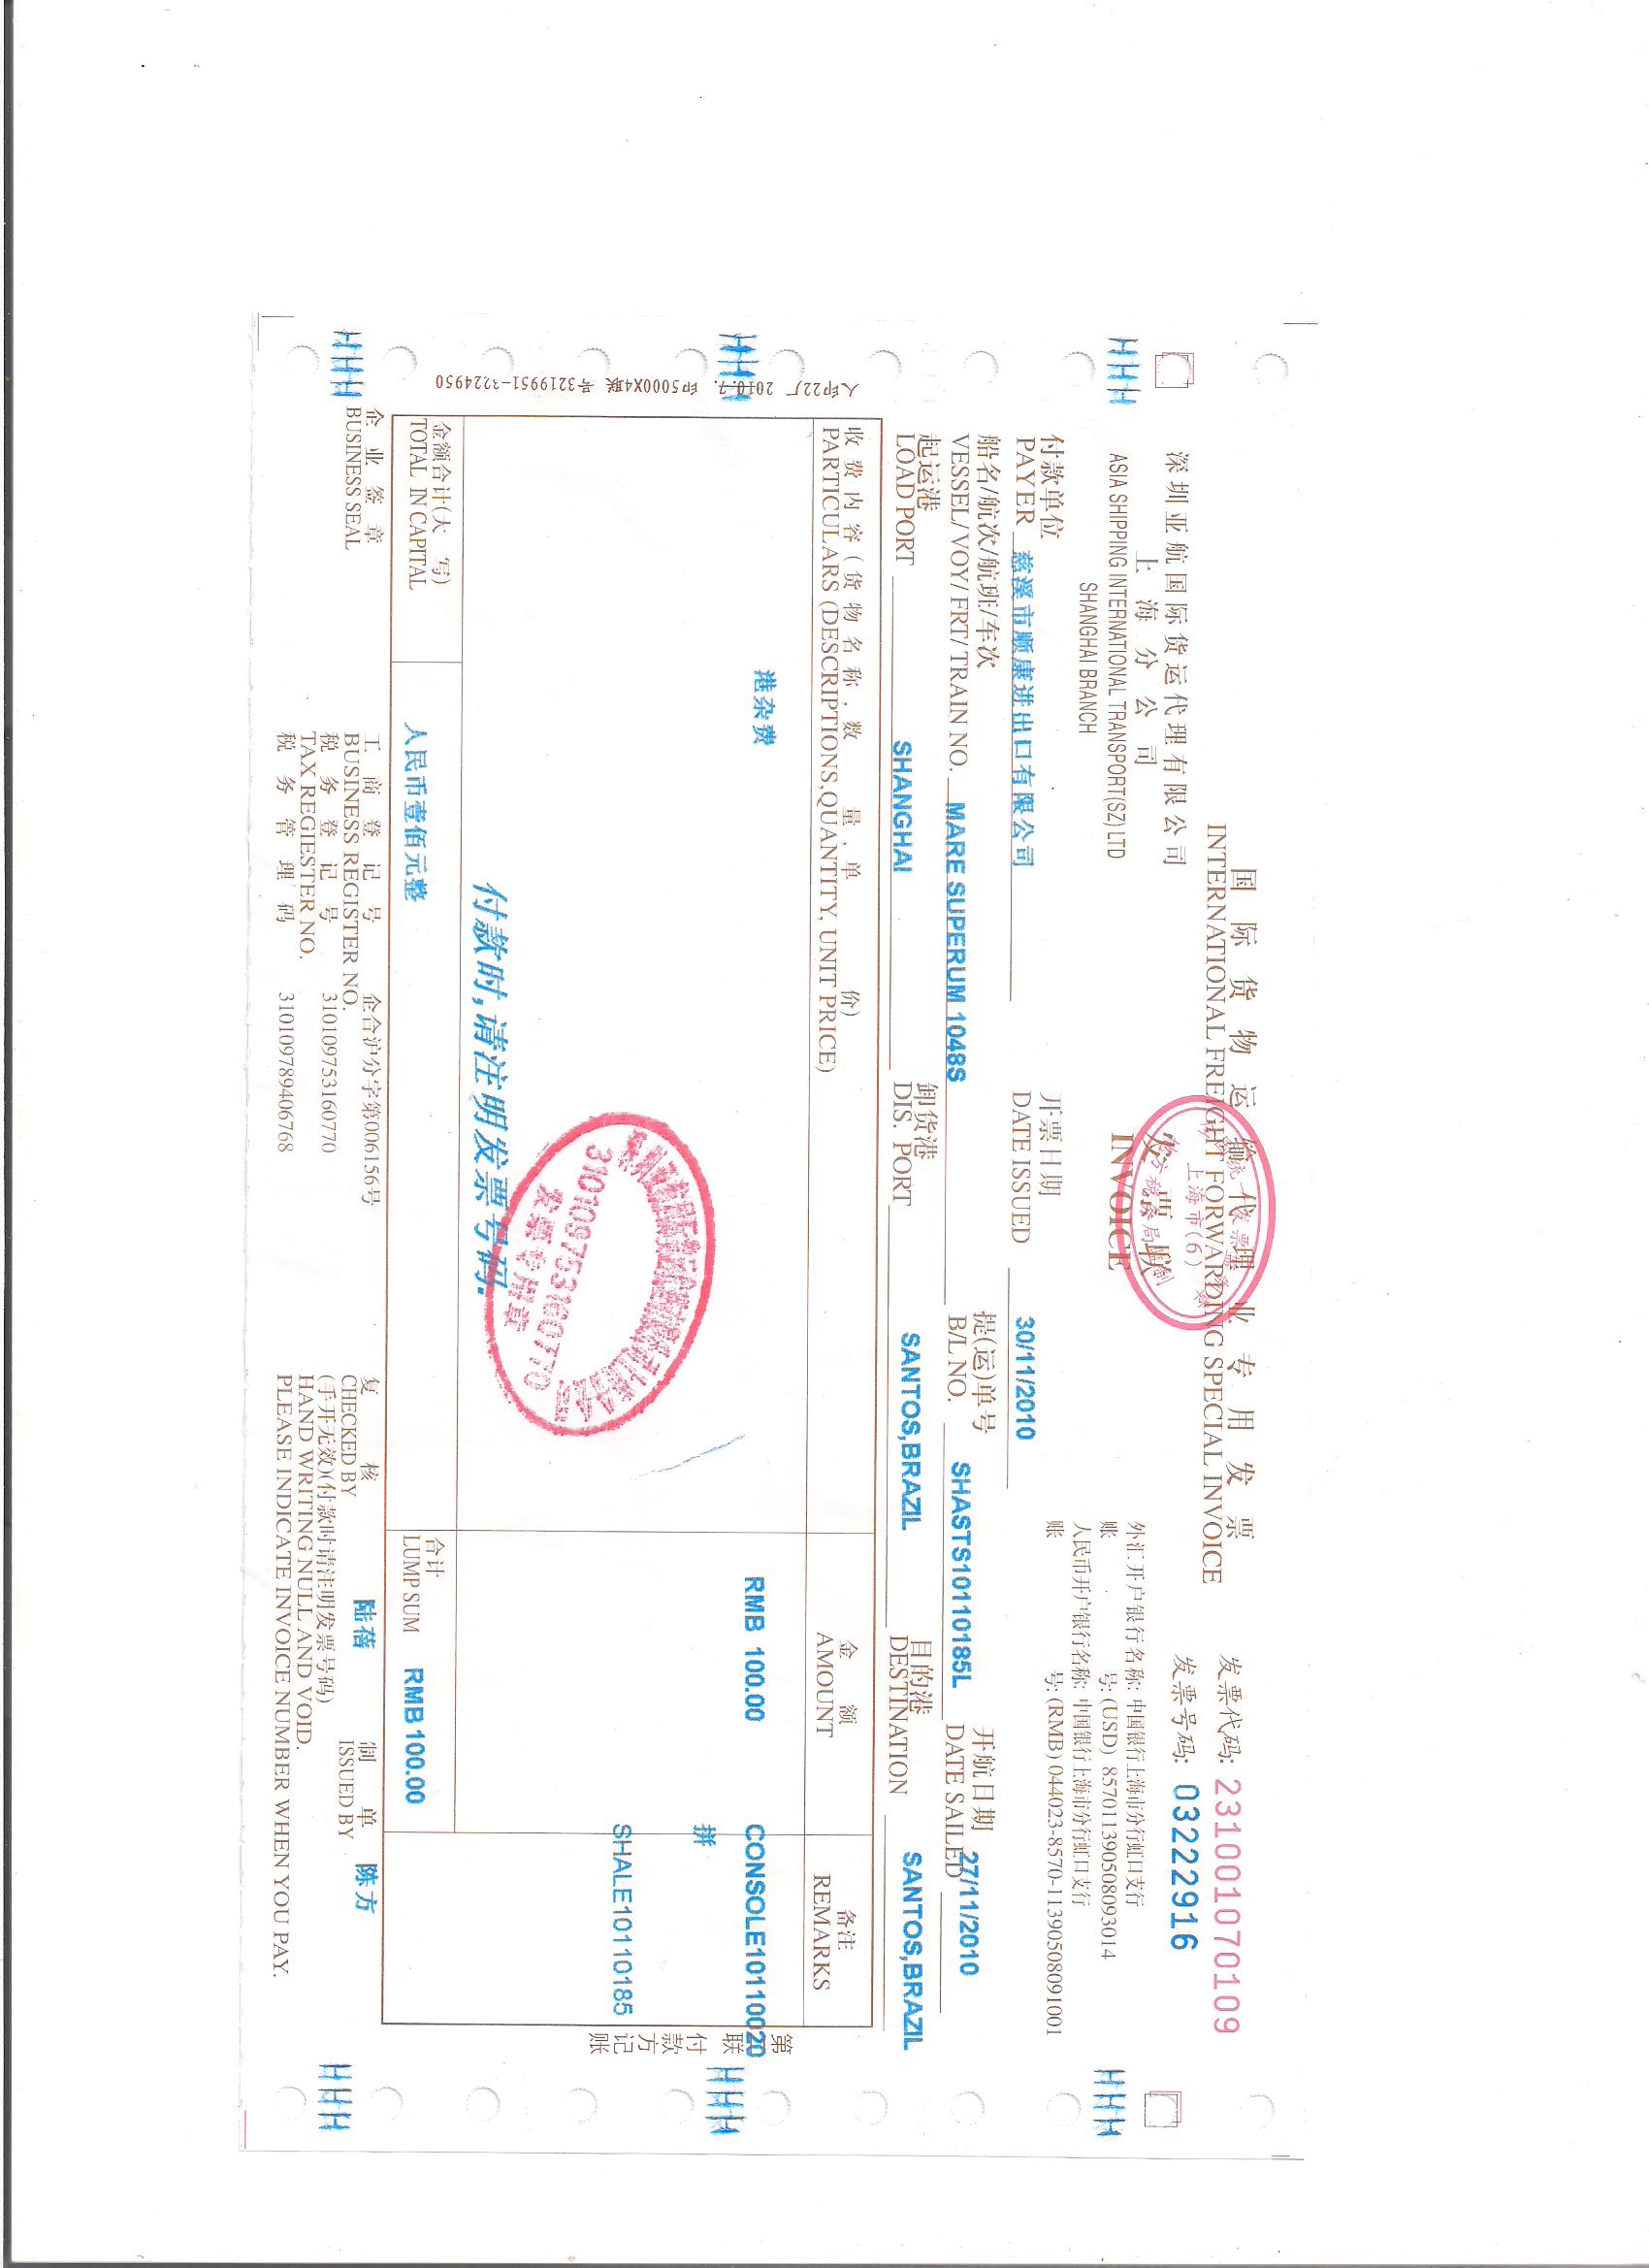 国际货物运输代理业专用发票
INTERNATIONAL FREIGHT FORWARDING SPECIAL INVOICE
发票联
INVOICE
上海市(6)
发票代码: 231001070109
发票号码: 03222916
深圳亚航国际货运代理有限公司
上海分公司
ASIA SHIPPING INTERNATIONAL TRANSPORT(SZ) LTD
SHANGHAI BRANCH
外汇开户银行名称: 中国银行上海市分行虹口支行
账 号: (USD) 857011390508093014
人民币开户银行名称: 中国银行上海市分行虹口支行
账 号: (RMB) 044023-8570-11390508091001
付款单位
PAYER 慈溪市顺康进出口有限公司
开票日期
DATE ISSUED 30/11/2010
船名/航次/航班/车次
VESSEL/VOY/FRT/TRAIN NO. MARE SUPERUM 1048S
提(运)单号
B/L NO. SHASTS10110185L
开航日期
DATE SAILED 27/11/2010
起运港
LOAD PORT SHANGHAI
卸货港
DIS. PORT SANTOS,BRAZIL
目的港
DESTINATION SANTOS,BRAZIL
收费内容(货物名称,数量,单价)
PARTICULARS (DESCRIPTIONS,QUANTITY, UNIT PRICE)
金额
AMOUNT
备注
REMARKS
港杂费 RMB 100.00 CONSOLE10110020
拼
SHALE10110185
310109753160770
发票专用章
付款时,请注明发票号码.
金额合计(大写)
TOTAL IN CAPITAL 人民币壹佰元整
合计
LUMP SUM RMB100.00
企业签章
BUSINESS SEAL
工商登记号 企合沪分字第006156号
BUSINESS REGISTER NO.
税务登记号 310109753160770
TAX REGIESTER NO.
税务管理码 310109789406768
复核 陆蓓
CHECKED BY
制单 陈方
ISSUED BY
(手开无效)(付款时请注明发票号码)
HAND WRITING NULL AND VOID.
PLEASE INDICATE INVOICE NUMBER WHEN YOU PAY.
联付款方记账
人印22厂 2010.7. 印5000X4联 号3219951-3224950